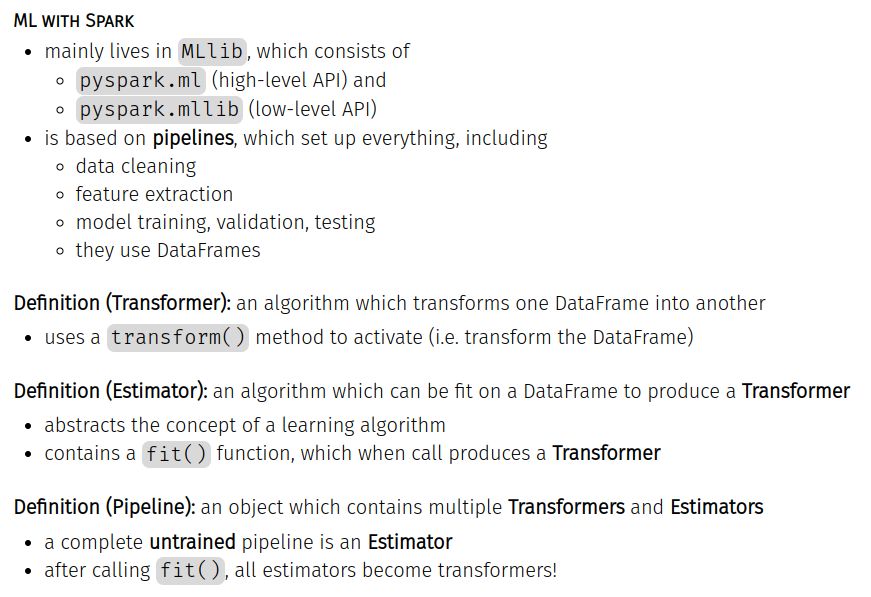 ML WITH SPARK
• mainly lives in MLlib, which consists of
◦ pyspark.ml (high-level API) and
◦ pyspark.mllib (low-level API)
• is based on pipelines, which set up everything, including
◦ data cleaning
◦ feature extraction
◦ model training, validation, testing
◦ they use DataFrames
Definition (Transformer): an algorithm which transforms one DataFrame into another
• uses a transform() method to activate (i.e. transform the DataFrame)
Definition (Estimator): an algorithm which can be fit on a DataFrame to produce a Transformer
• abstracts the concept of a learning algorithm
• contains a fit() function, which when call produces a Transformer
Definition (Pipeline): an object which contains multiple Transformers and Estimators
• a complete untrained pipeline is an Estimator
• after calling fit(), all estimators become transformers!